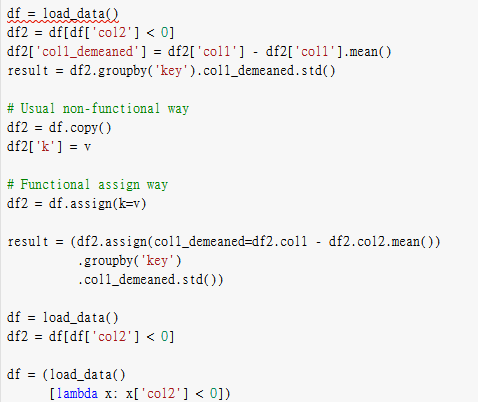 df = load_data()
df2 = df[df['col2'] < 0]
df2['col1_demeaned'] = df2['col1'] - df2['col1'].mean()
result = df2.groupby('key').col1_demeaned.std()
# Usual non-functional way
df2 = df.copy()
df2['k'] = v
# Functional assign way
df2 = df.assign(k=v)
result = (df2.assign(col1_demeaned=df2.col1 - df2.col2.mean())
.groupby('key')
.col1_demeaned.std())
df = load_data()
df2 = df[df['col2'] < 0]
df = (load_data()
[lambda x: x['col2'] < 0])